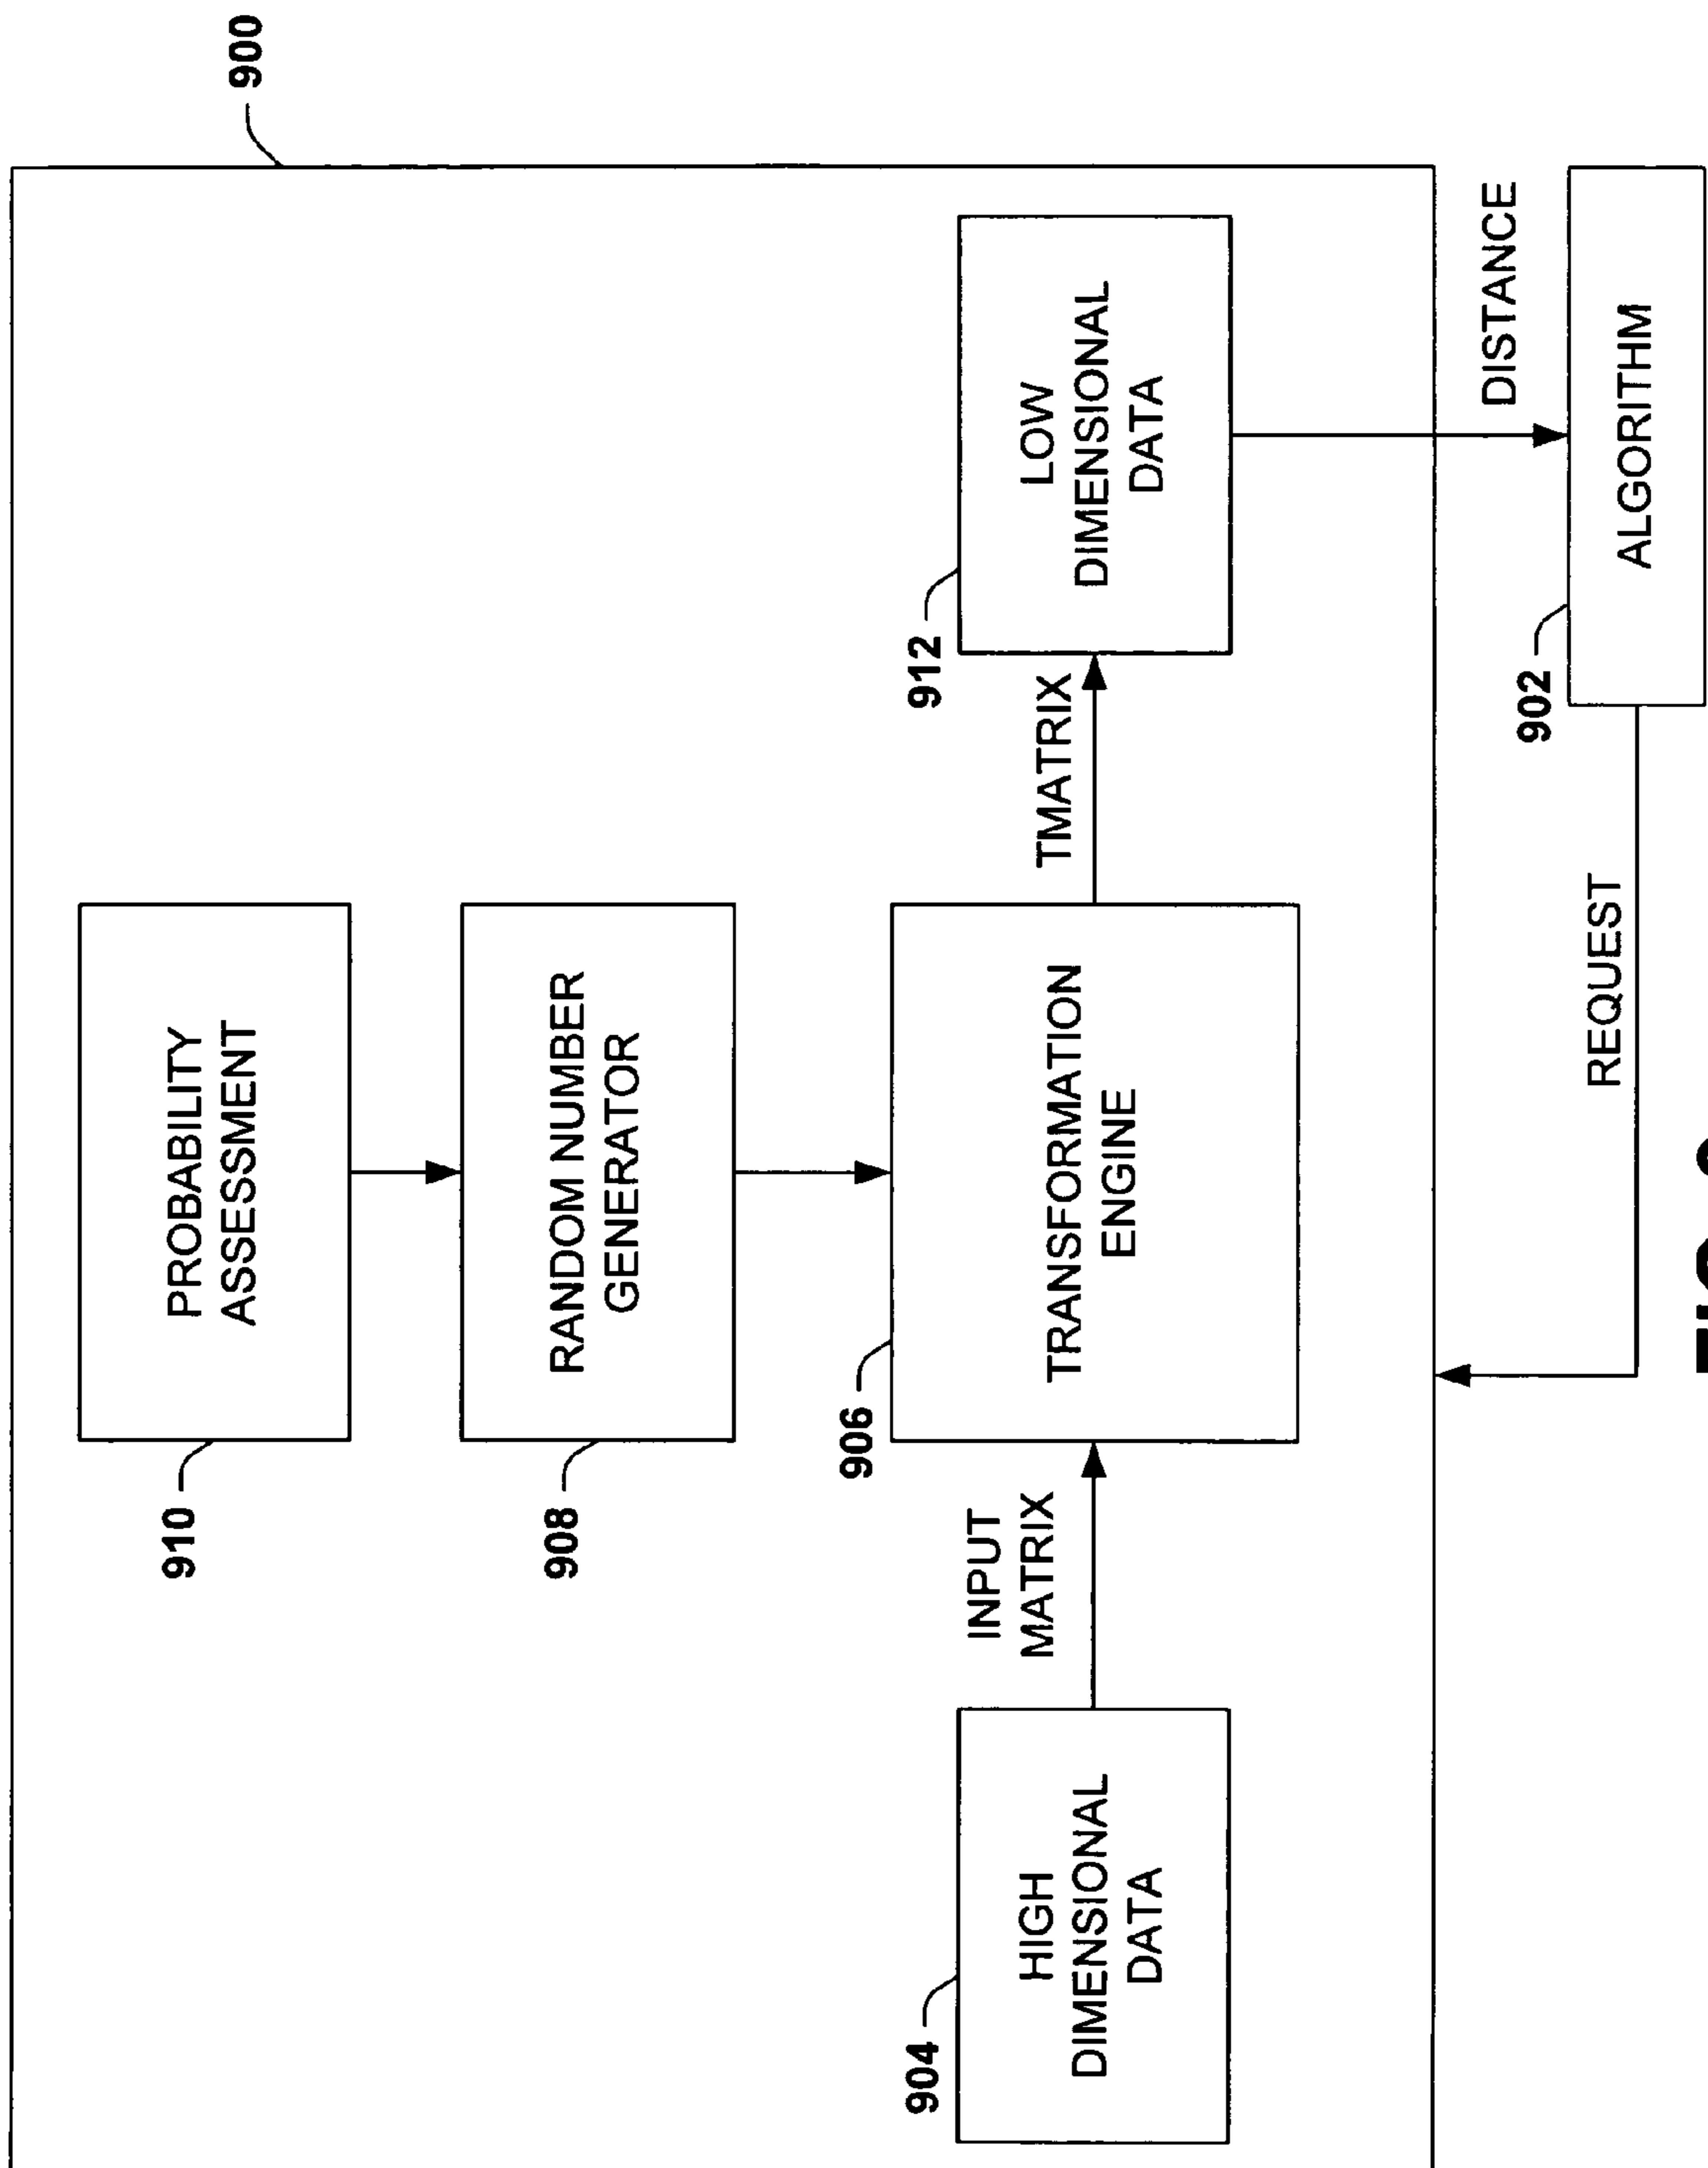 900
PROBABILITY
ASSESSMENT
910
RANDOM NUMBER
GENERATOR
908
906
TRANSFORMATION
ENGINE
INPUT
MATRIX
904
HIGH
DIMENSIONAL
DATA
TMATRIX
912
LOW
DIMENSIONAL
DATA
DISTANCE
902
ALGORITHM
REQUEST